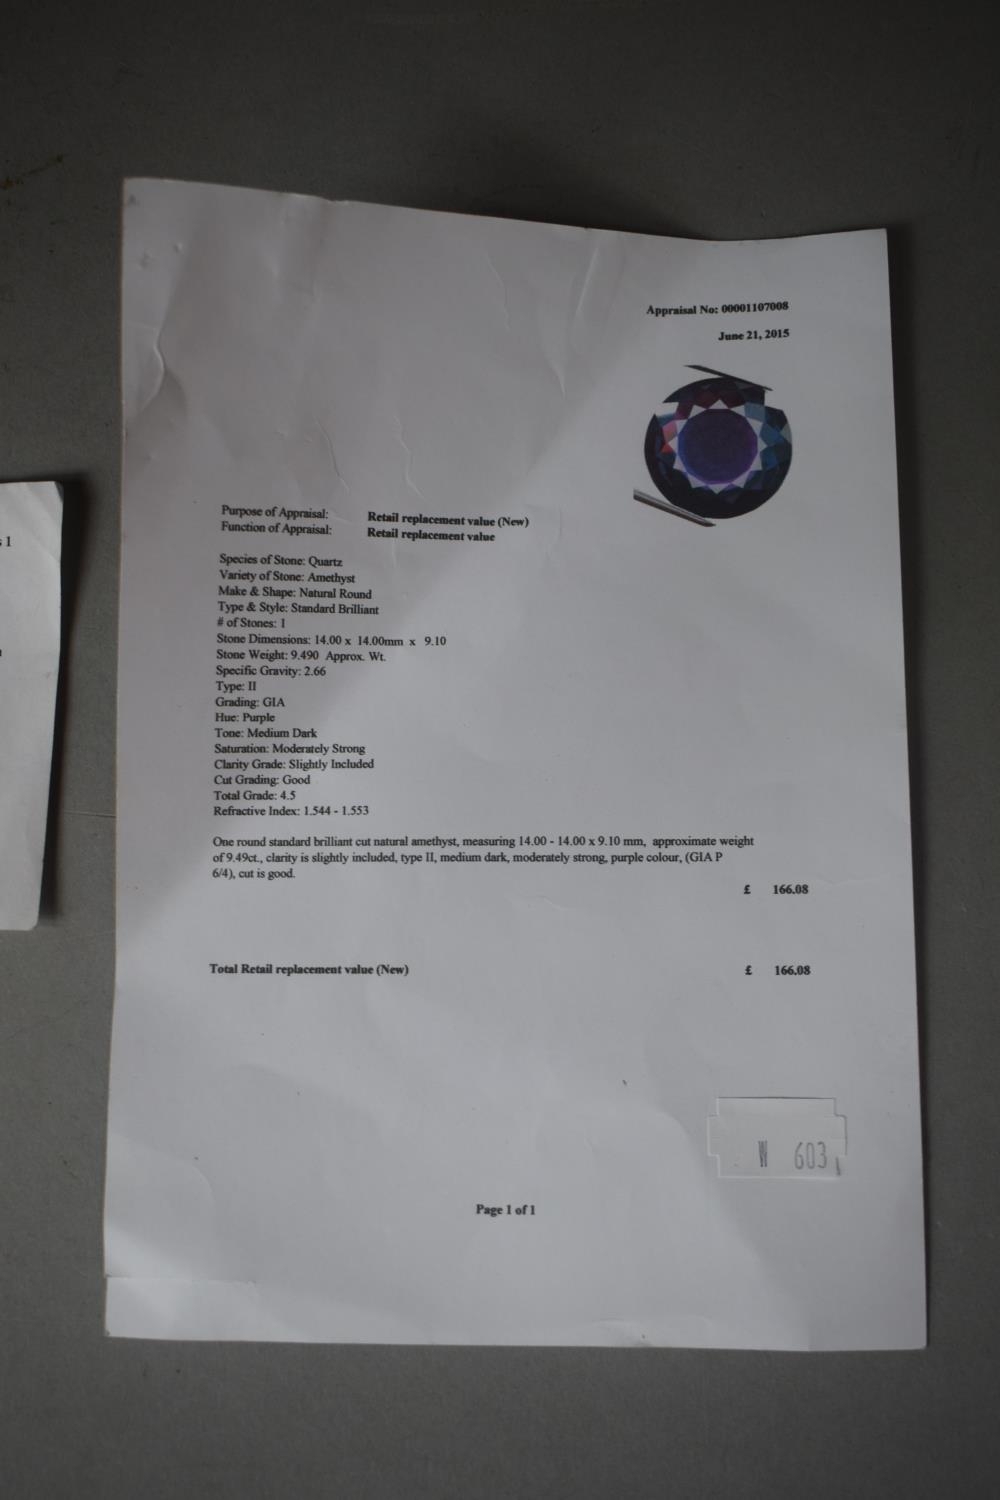 Appraisal No: 00001107008
June 21, 2015
Purpose of Appraisal: Retail replacement value (New)
Function of Appraisal: Retail replacement value
Species of Stone: Quartz
Variety of Stone: Amethyst
Make & Shape: Natural Round
Type & Style: Standard Brilliant
# of Stones: 1
Stone Dimensions: 14.00 x 14.00mm x 9.10
Stone Weight: 9.490 Approx. Wt.
Specific Gravity: 2.66
Type: II
Grading: GIA
Hue: Purple
Tone: Medium Dark
Saturation: Moderately Strong
Clarity Grade: Slightly Included
Cut Grading: Good
Total Grade: 4.5
Refractive Index: 1.544 - 1.553
One round standard brilliant cut natural amethyst, measuring 14.00 - 14.00 x 9.10 mm, approximate weight
of 9.49ct., clarity is slightly included, type II, medium dark, moderately strong, purple colour, (GIA P
6/4), cut is good.
£ 166.08
Total Retail replacement value (New) £ 166.08
W 603
Page 1 of 1